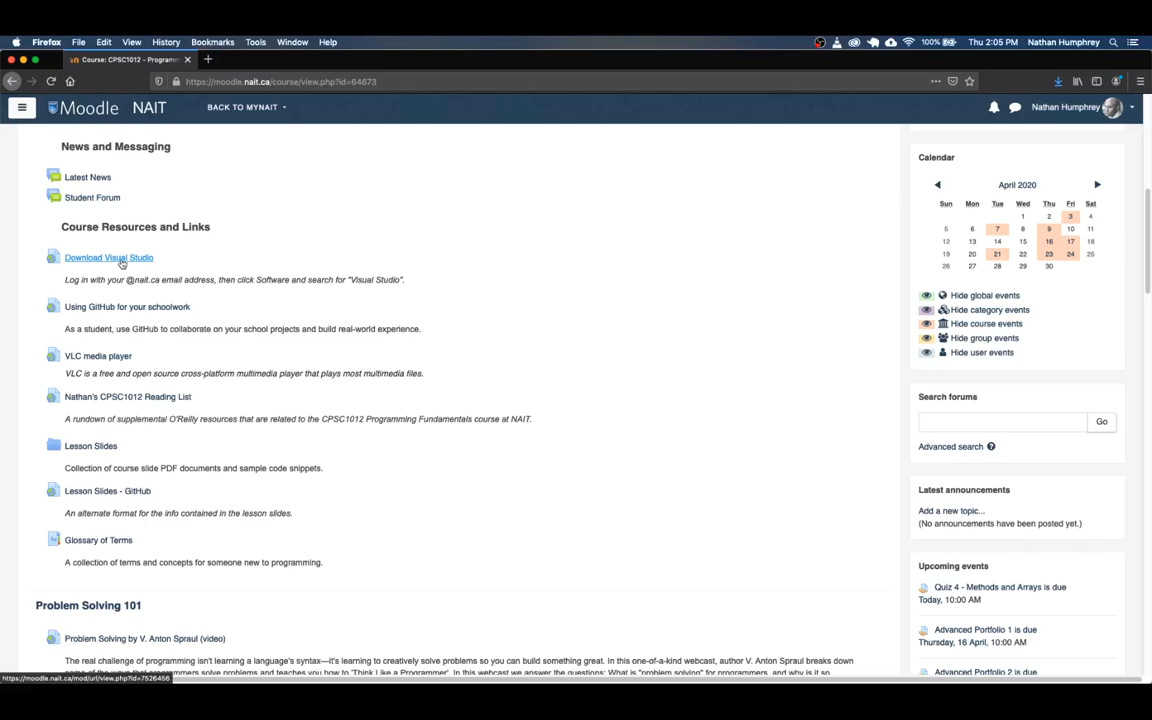 Firefox File Edit View History Bookmarks Tools Window Help 100% Thu 2:05 PM Nathan Humphrey
Course: CPSC1012 - Programm
https://moodle.nait.ca/course/view.php?id=64673
Moodle NAIT BACK TO MYNAIT Nathan Humphrey
News and Messaging
Latest News
Student Forum
Course Resources and Links
Download Visual Studio
Log in with your @nait.ca email address, then click Software and search for "Visual Studio".
Using GitHub for your schoolwork
As a student, use GitHub to collaborate on your school projects and build real-world experience.
VLC media player
VLC is a free and open source cross-platform multimedia player that plays most multimedia files.
Nathan's CPSC1012 Reading List
A rundown of supplemental O'Reilly resources that are related to the CPSC1012 Programming Fundamentals course at NAIT.
Lesson Slides
Collection of course slide PDF documents and sample code snippets.
Lesson Slides - GitHub
An alternate format for the info contained in the lesson slides.
Glossary of Terms
A collection of terms and concepts for someone new to programming.
Problem Solving 101
Problem Solving by V. Anton Spraul (video)
The real challenge of programming isn't learning a language's syntax—it's learning to creatively solve problems so you can build something great. In this one-of-a-kind webcast, author V. Anton Spraul breaks down
https://moodle.nait.ca/mod/url/view.php?id=7526456
Calendar
April 2020
Sun Mon Tue Wed Thu Fri Sat
1 2 3 4
5 6 7 8 9 10 11
12 13 14 15 16 17 18
19 20 21 22 23 24 25
26 27 28 29 30
Hide global events
Hide category events
Hide course events
Hide group events
Hide user events
Search forums
Go
Advanced search
Latest announcements
Add a new topic...
(No announcements have been posted yet.)
Upcoming events
Quiz 4 - Methods and Arrays is due
Today, 10:00 AM
Advanced Portfolio 1 is due
Thursday, 16 April, 10:00 AM
Advanced Portfolio 2 is due